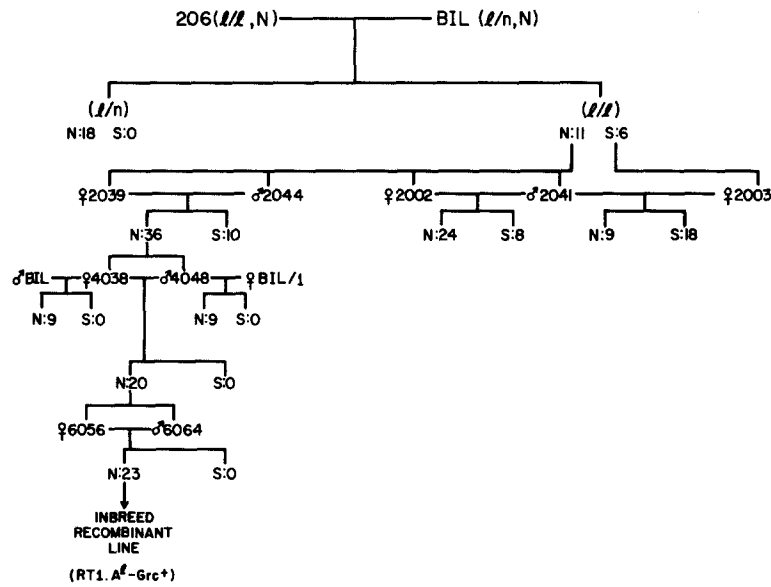 206(ℓ/ℓ,N) BIL (ℓ/n,N)
(ℓ/n) (ℓ/ℓ)
N:18 S:0 N:11 S:6
♀2039 ♂2044 ♀2002 ♂2041 ♀2003
N:36 S:10 N:24 S:8 N:9 S:18
♂BIL ♀4038 ♂4048 ♀BIL/1
N:9 S:0 N:9 S:0
N:20 S:0
♀6056 ♂6064
N:23 S:0
INBREED
RECOMBINANT
LINE
(RT1.Aℓ-Grc+)